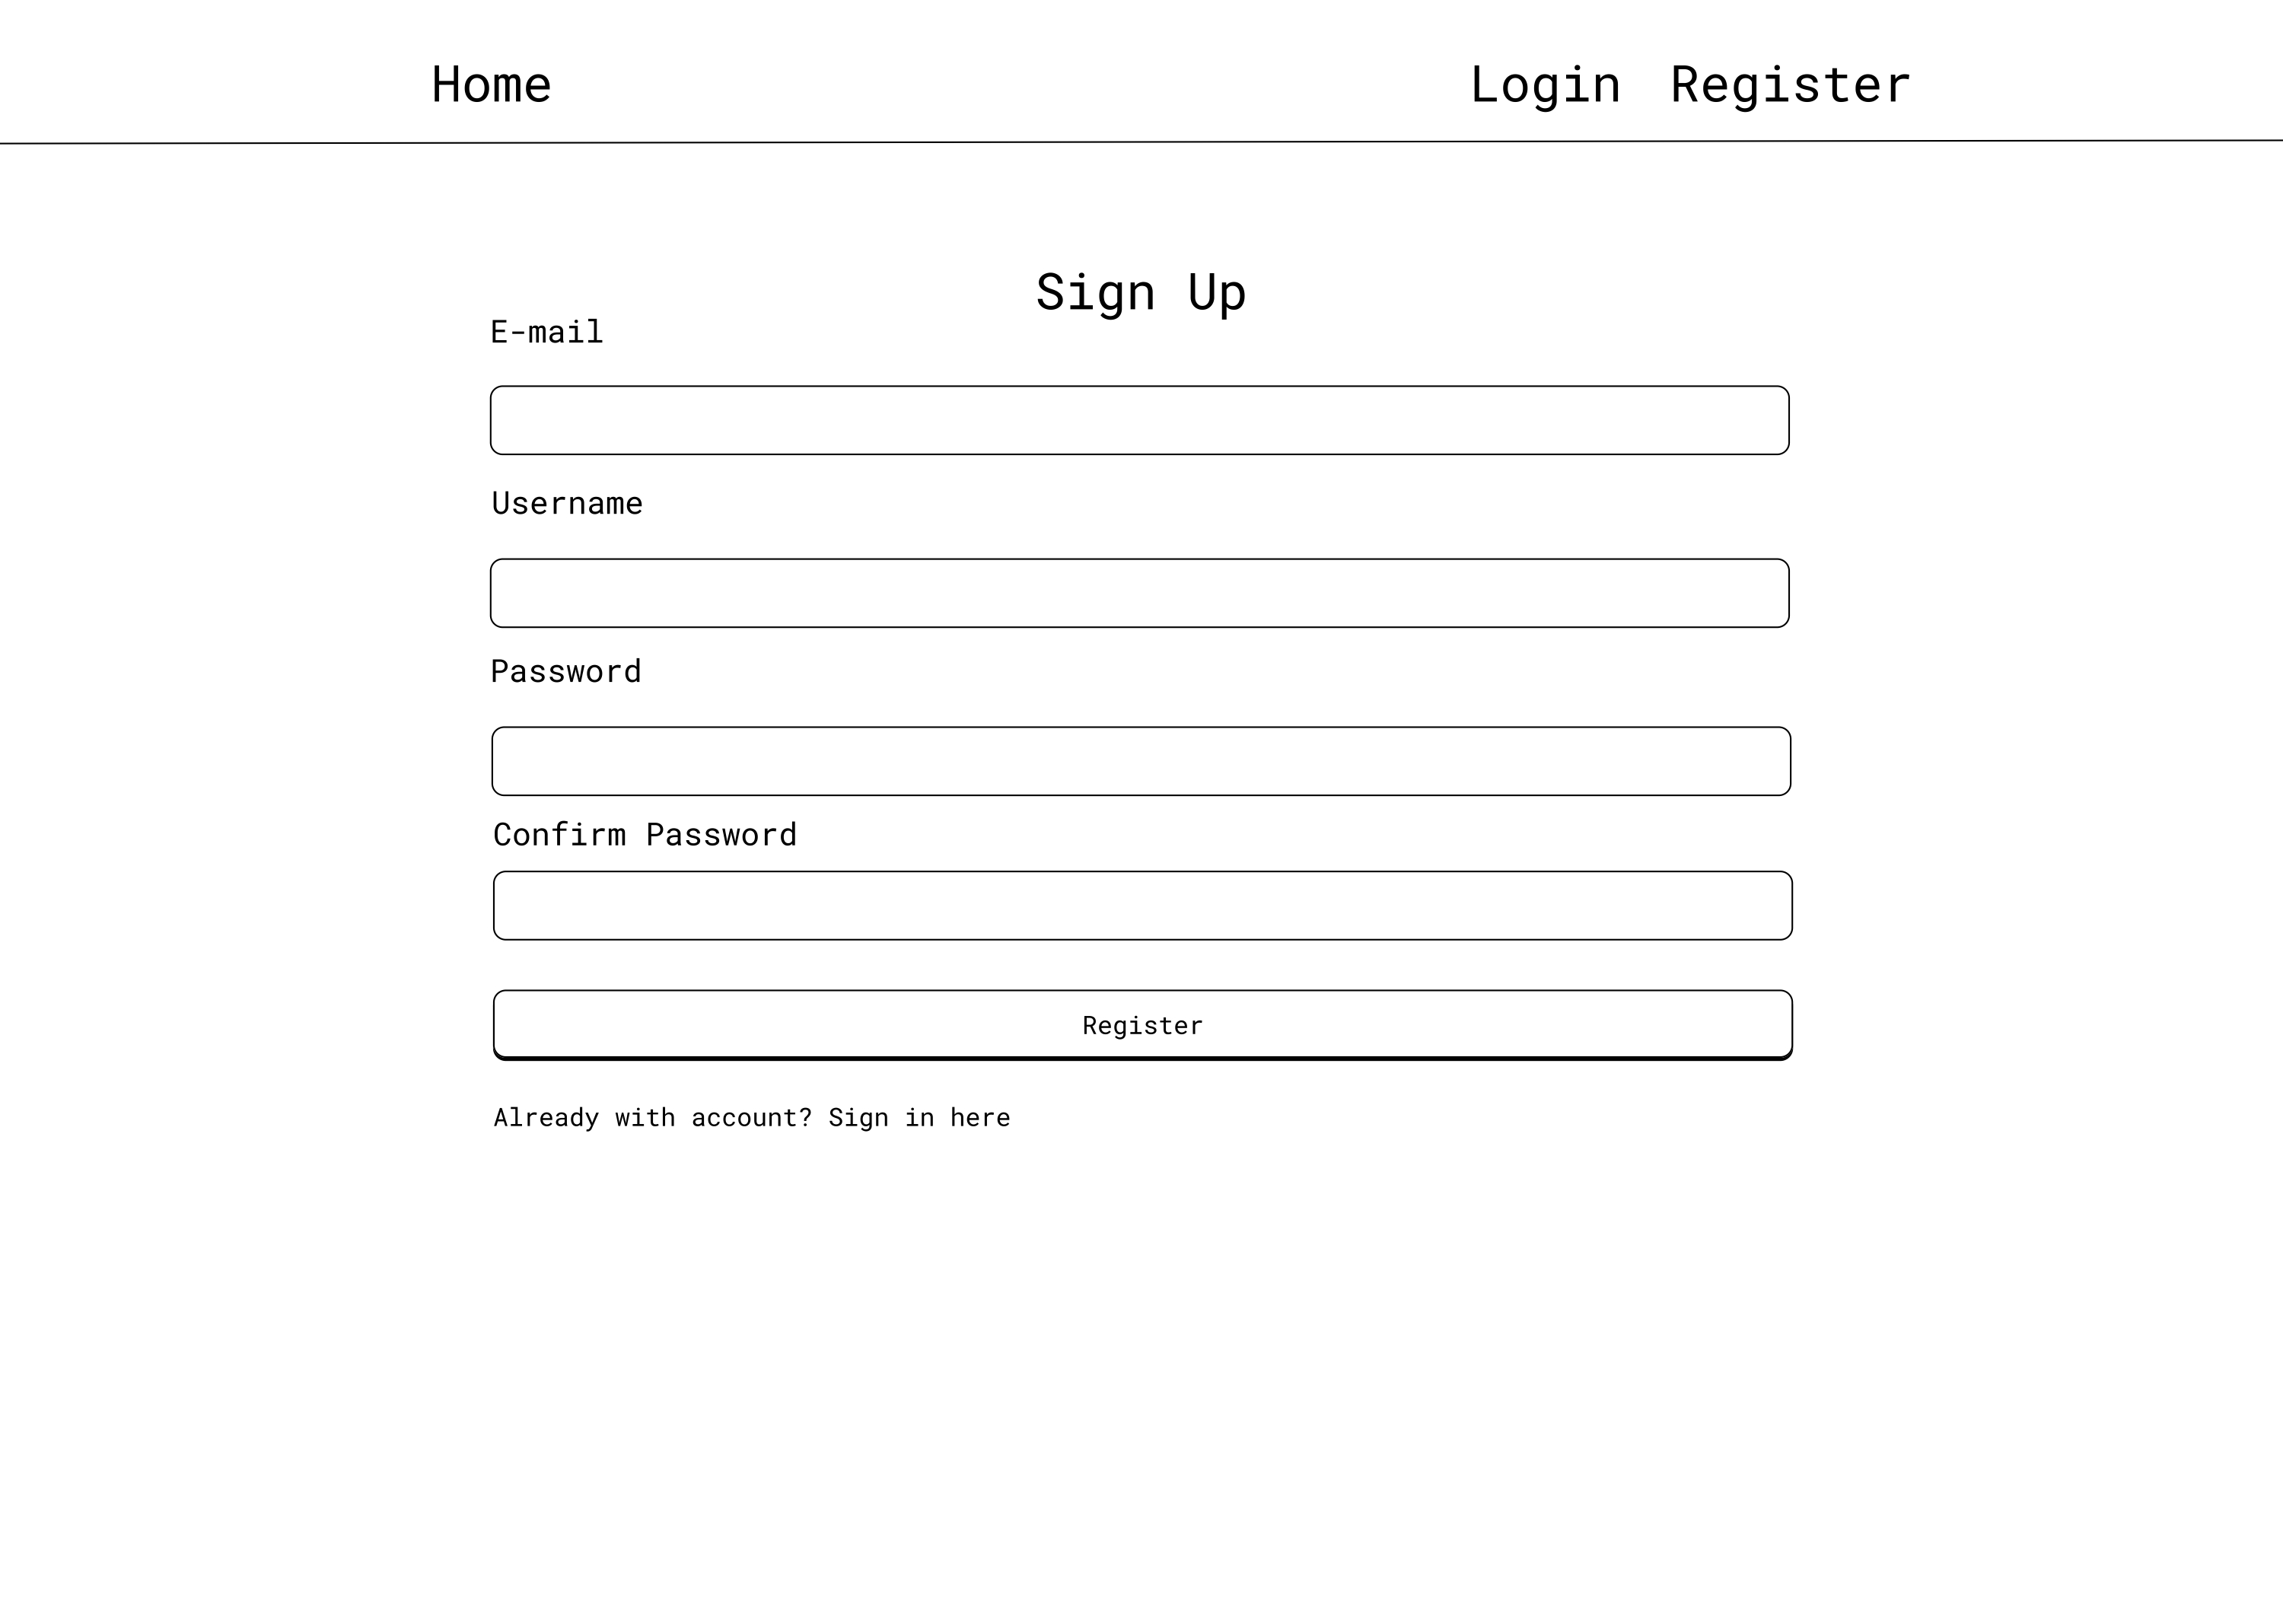 Home Login Register
Sign Up
E-mail
Username
Password
Confirm Password
Register
Already with account? Sign in here